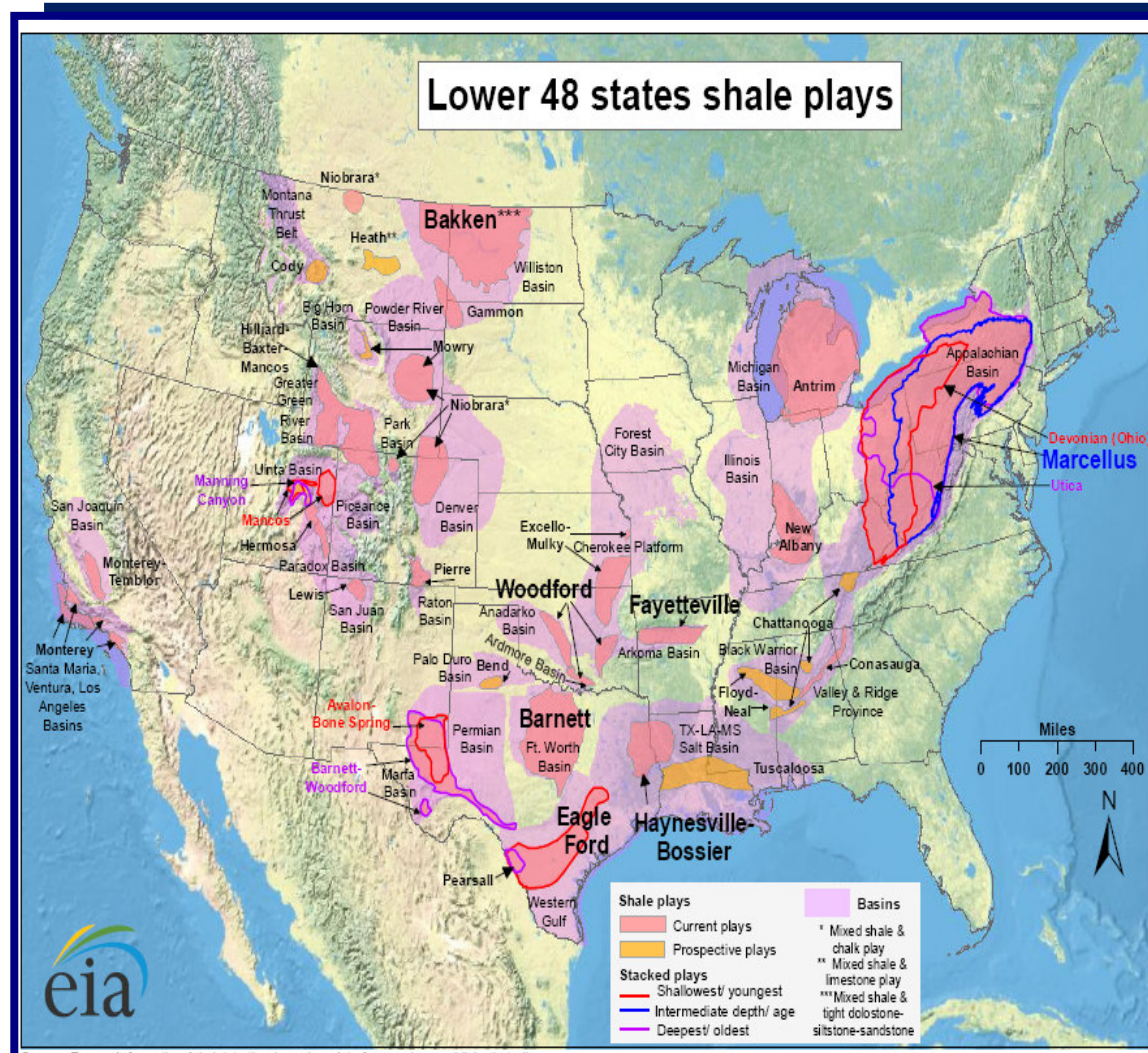 Lower 48 states shale plays
Niobrara*
Montana
Thrust
Belt
Bakken***
Heath**
Cody
Williston
Basin
Big Horn
Basin
Powder River
Basin
Gammon
Hilliard-
Baxter-
Mancos
Mowry
Greater
Green
River
Basin
Niobrara*
Park
Basin
Michigan
Basin
Antrim
Appalachian
Basin
Devonian (Ohio)
Marcellus
Utica
Forest
City Basin
Illinois
Basin
Uinta Basin
Manning
Canyon
Mancos
Piceance
Basin
Denver
Basin
San Joaquin
Basin
Hermosa
Excello-
Mulky
Cherokee Platform
New
Albany
Monterey-
Temblor
Paradox Basin
Pierre
Lewis
San Juan
Basin
Raton
Basin
Woodford
Anadarko
Basin
Fayetteville
Chattanooga
Monterey
Santa Maria,
Ventura, Los
Angeles
Basins
Ardmore Basin
Arkoma Basin
Black Warrior
Basin
Conasauga
Palo Duro
Basin
Bend
Floyd-
Neal
Valley & Ridge
Province
Avalon-
Bone Spring
Permian
Basin
Barnett
Ft. Worth
Basin
TX-LA-MS
Salt Basin
Tuscaloosa
Barnett-
Woodford
Marfa
Basin
Eagle
Ford
Haynesville-
Bossier
Pearsall
Western
Gulf
Miles
0 100 200 300 400
N
Shale plays
Current plays
Prospective plays
Stacked plays
Shallowest/ youngest
Intermediate depth/ age
Deepest/ oldest
Basins
* Mixed shale &
chalk play
** Mixed shale &
limestone play
***Mixed shale &
tight dolostone-
siltstone-sandstone
eia